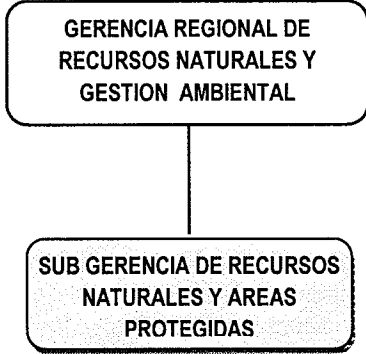 GERENCIA REGIONAL DE
RECURSOS NATURALES Y
GESTION AMBIENTAL
SUB GERENCIA DE RECURSOS
NATURALES Y AREAS
PROTEGIDAS